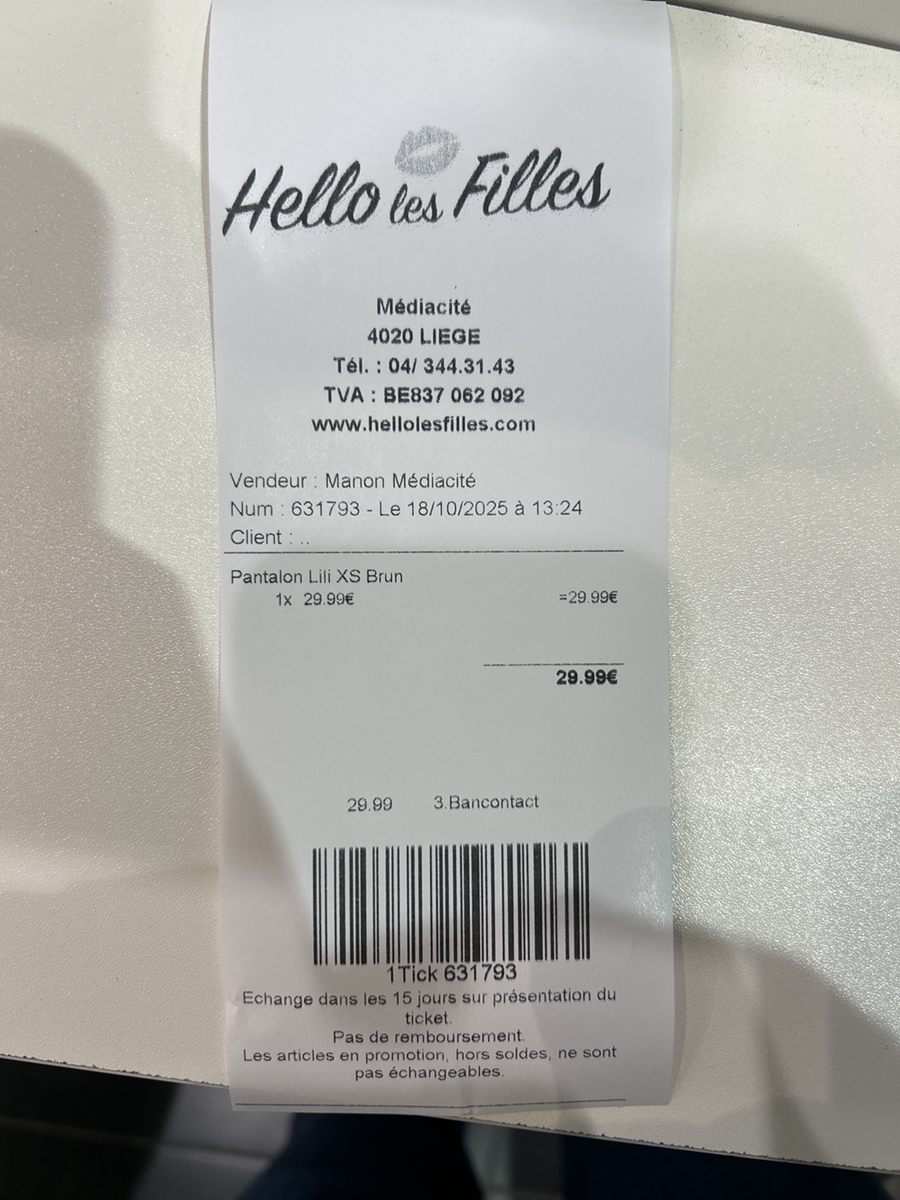 Hello les Filles
Médiacité
4020 LIEGE
Tél. : 04/ 344.31.43
TVA : BE837 062 092
www.hellolesfilles.com
Vendeur : Manon Médiacité
Num : 631793 - Le 18/10/2025 à 13:24
Client : ..
Pantalon Lili XS Brun
1x 29.99€ =29.99€
29.99€
29.99 3.Bancontact
1Tick 631793
Echange dans les 15 jours sur présentation du
ticket.
Pas de remboursement.
Les articles en promotion, hors soldes, ne sont
pas échangeables.